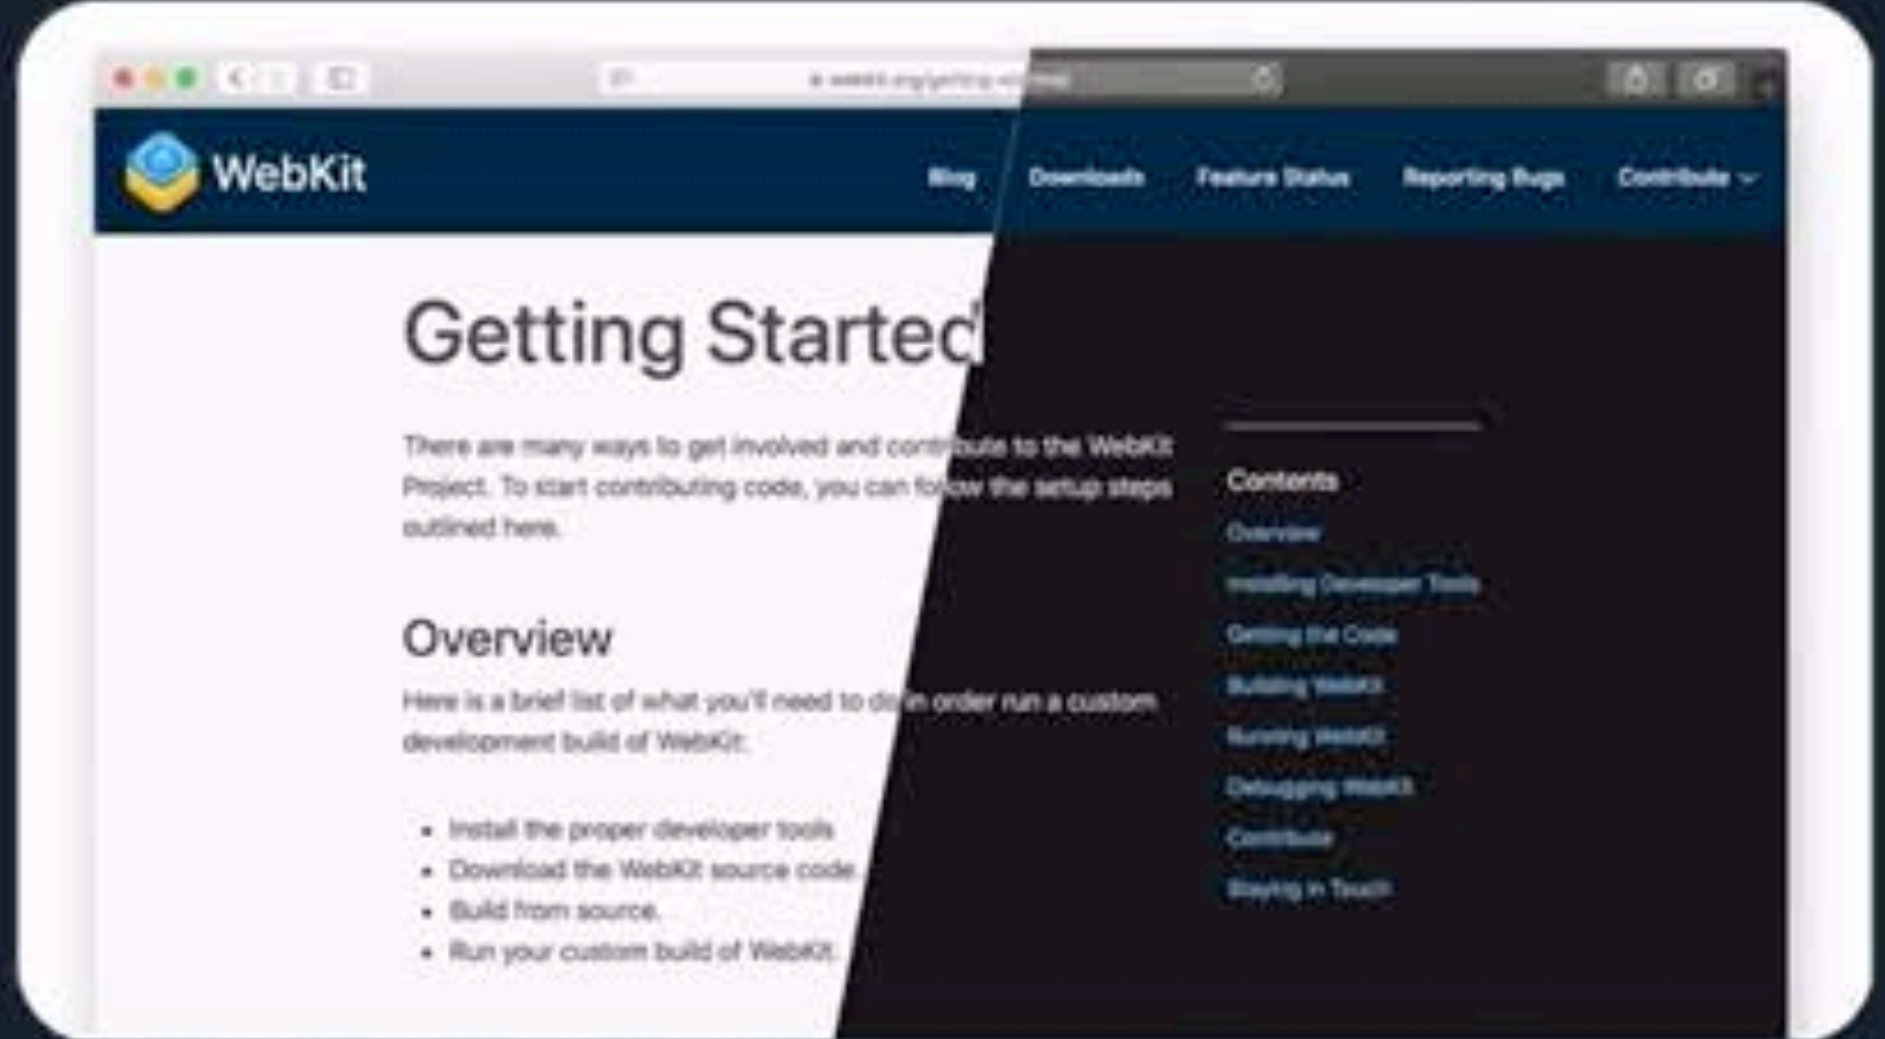 WebKit
Blog
Downloads
Feature Status
Reporting Bugs
Contribute
Getting Started
There are many ways to get involved and contribute to the WebKit
Project. To start contributing code, you can follow the setup steps
outlined here.
Overview
Here is a brief list of what you'll need to do in order run a custom
development build of WebKit:
• Install the proper developer tools
• Download the WebKit source code.
• Build from source.
• Run your custom build of WebKit.
Contents
Overview
Installing Developer Tools
Getting the Code
Building WebKit
Running WebKit
Debugging WebKit
Contribute
Staying in Touch